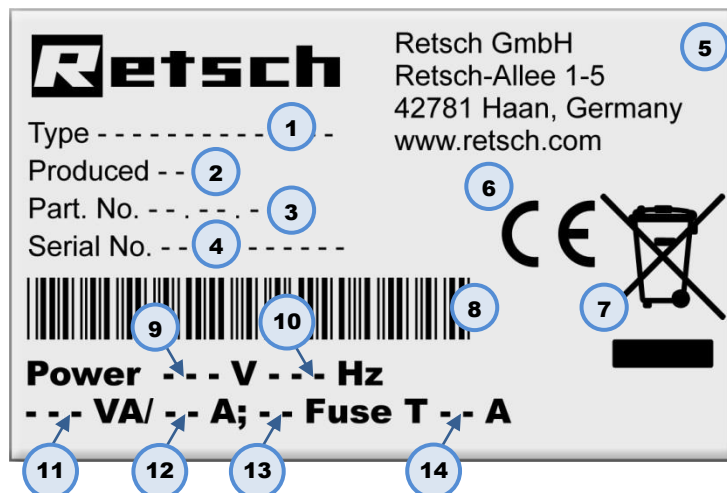 Retsch
Retsch GmbH
Retsch-Allee 1-5
42781 Haan, Germany
www.retsch.com
5
Type - - - - - - - - - - - - - - - - -
1
Produced - -
2
Part. No. - - . - - . -
3
Serial No. - - - - - - - - -
4
6
CE
7
8
9
10
Power - - - V - - - Hz
- - - VA/ - - A; - - Fuse T - - A
11
12
13
14